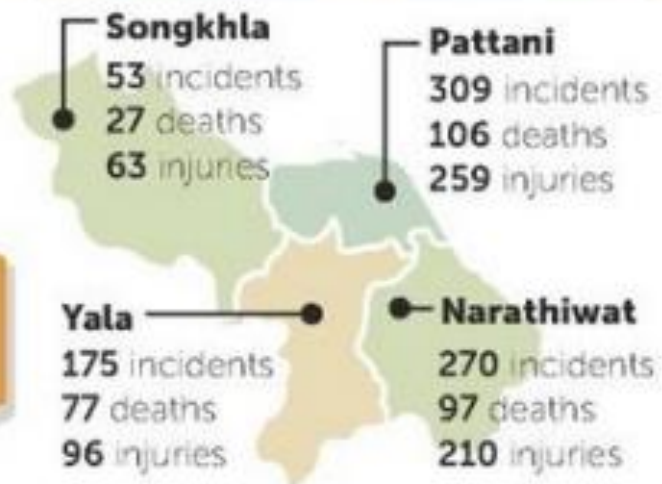 Songkhla
53 incidents
27 deaths
63 injuries
Pattani
309 incidents
106 deaths
259 injuries
Yala
175 incidents
77 deaths
96 injuries
Narathiwat
270 incidents
97 deaths
210 injuries